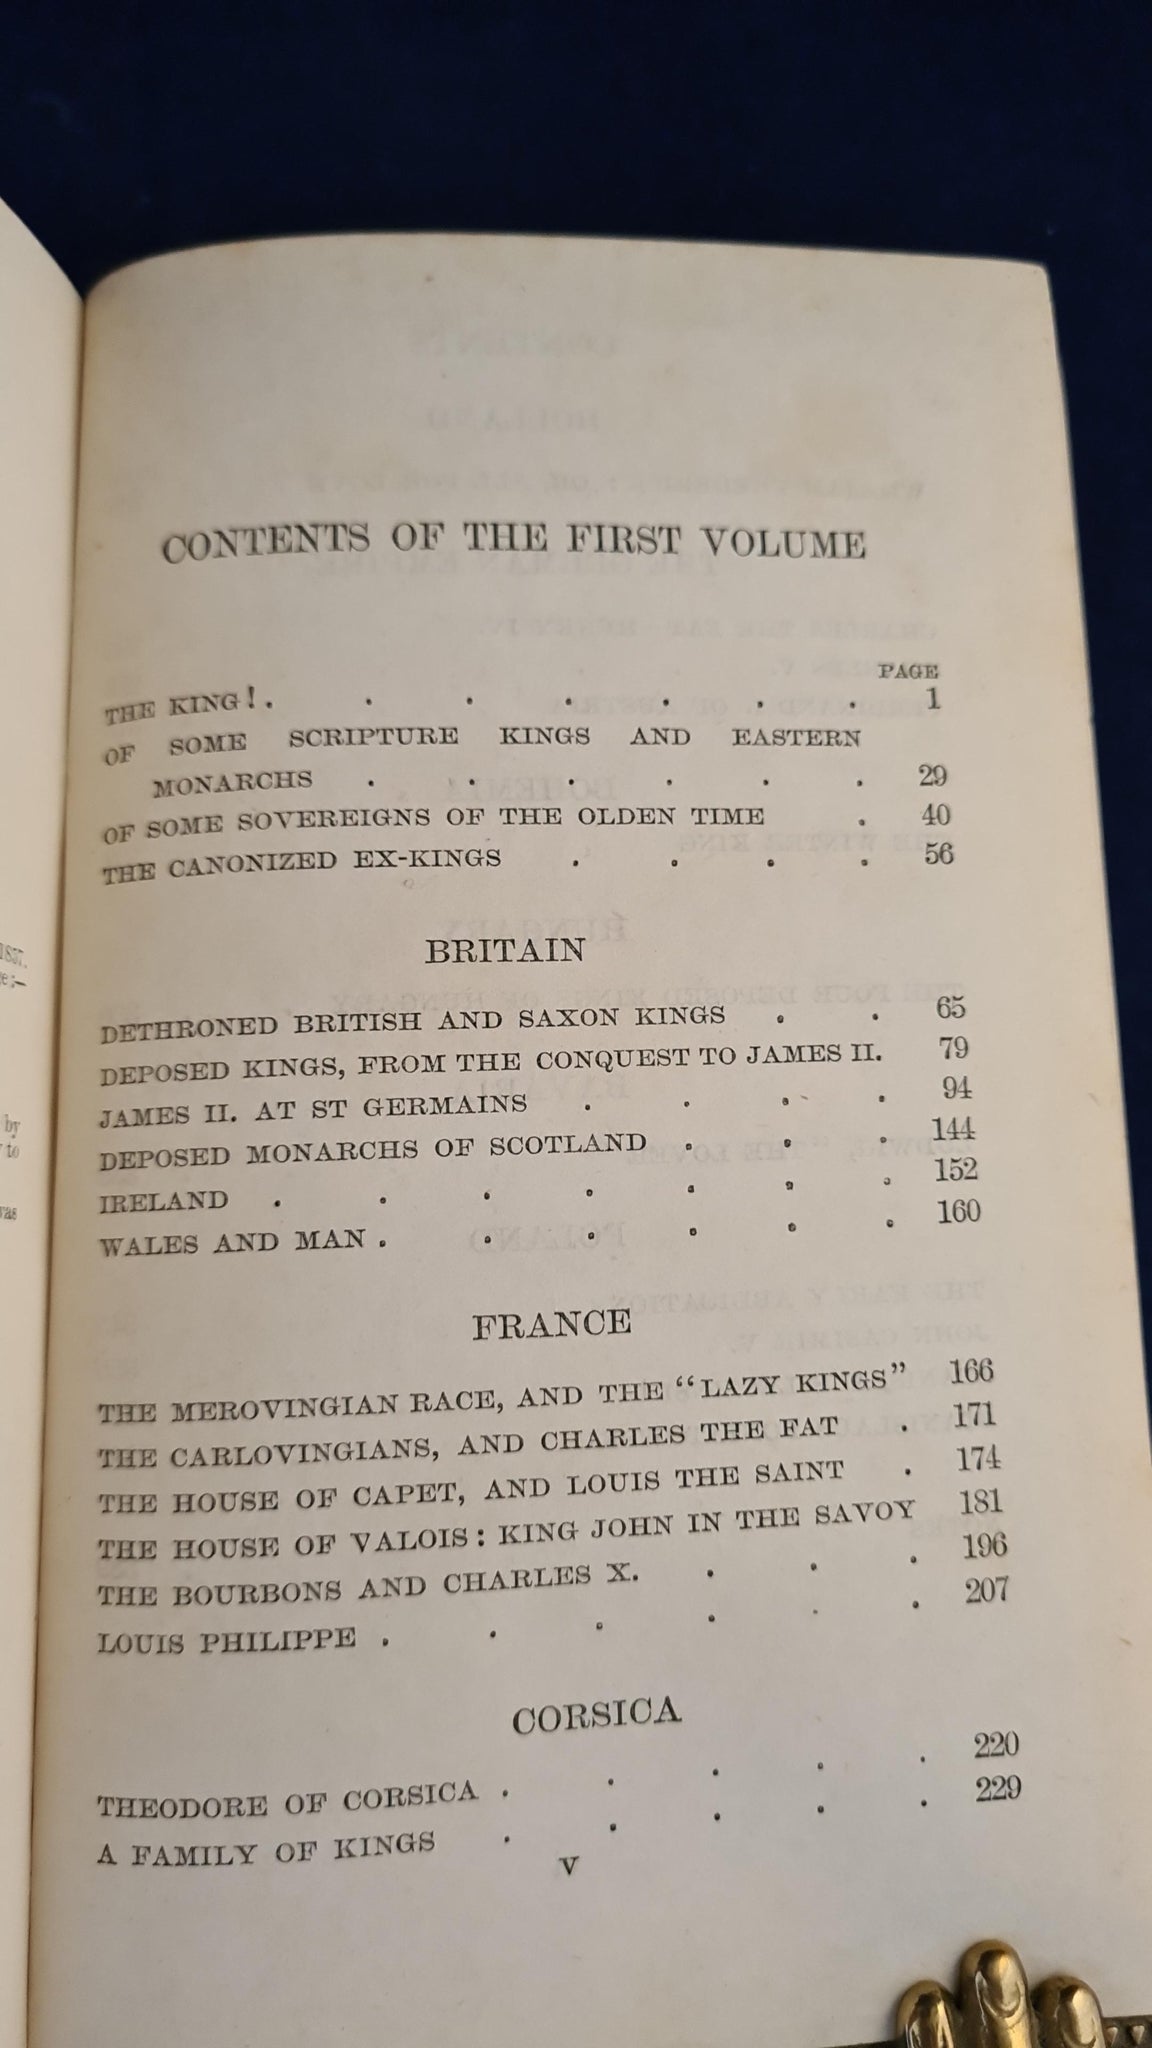 1857.
e:—
by
to
was
CONTENTS OF THE FIRST VOLUME
PAGE
THE KING! . . . . . . 1
OF SOME SCRIPTURE KINGS AND EASTERN
MONARCHS . . . . . . 29
OF SOME SOVEREIGNS OF THE OLDEN TIME . 40
THE CANONIZED EX-KINGS . . . . 56
BRITAIN
DETHRONED BRITISH AND SAXON KINGS . . 65
DEPOSED KINGS, FROM THE CONQUEST TO JAMES II. 79
JAMES II. AT ST GERMAINS . . . . 94
DEPOSED MONARCHS OF SCOTLAND . . . 144
IRELAND . . . . . . . 152
WALES AND MAN . . . . . . 160
FRANCE
THE MEROVINGIAN RACE, AND THE "LAZY KINGS" 166
THE CARLOVINGIANS, AND CHARLES THE FAT . 171
THE HOUSE OF CAPET, AND LOUIS THE SAINT . 174
THE HOUSE OF VALOIS: KING JOHN IN THE SAVOY 181
THE BOURBONS AND CHARLES X. . . . 196
LOUIS PHILIPPE . . . . . . 207
CORSICA
THEODORE OF CORSICA . . . . . 220
A FAMILY OF KINGS . . . . . 229
V